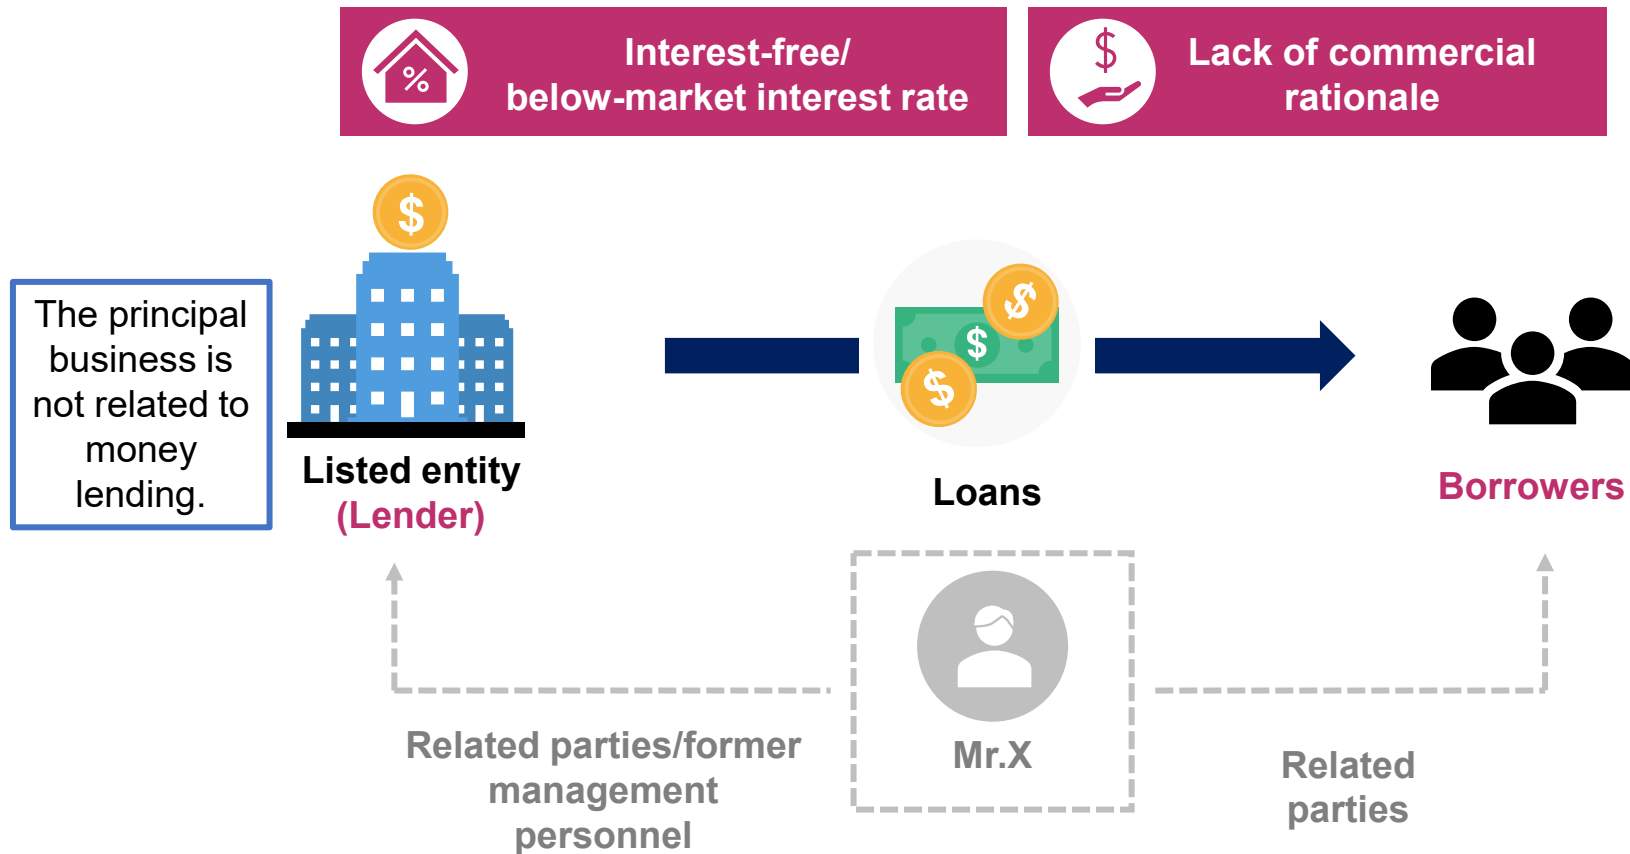 Interest-free/
below-market interest rate
%
Lack of commercial
rationale
$
$
The principal
business is
not related to
money
lending.
Listed entity
(Lender)
$
$
$
Loans
Borrowers
Mr.X
Related parties/former
management
personnel
Related
parties